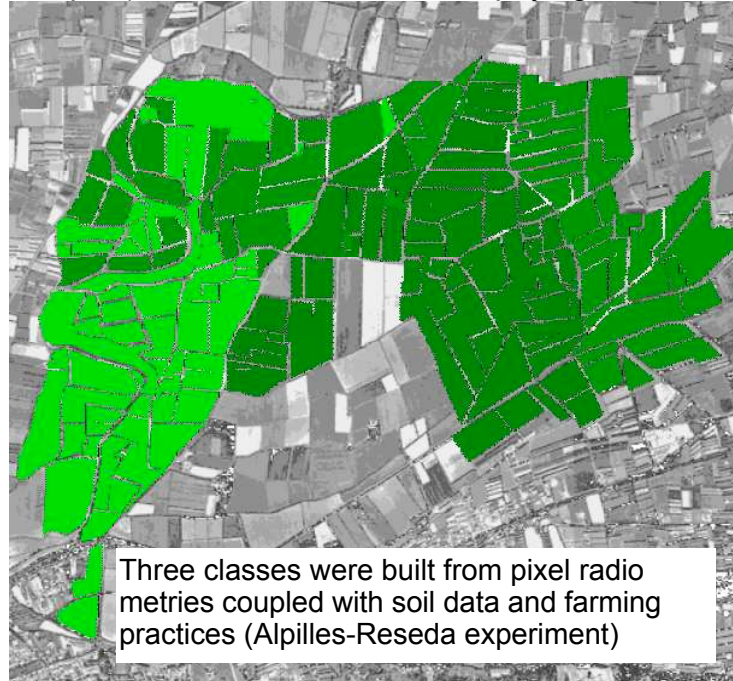 Three classes were built from pixel radio
metries coupled with soil data and farming
practices (Alpilles-Reseda experiment)